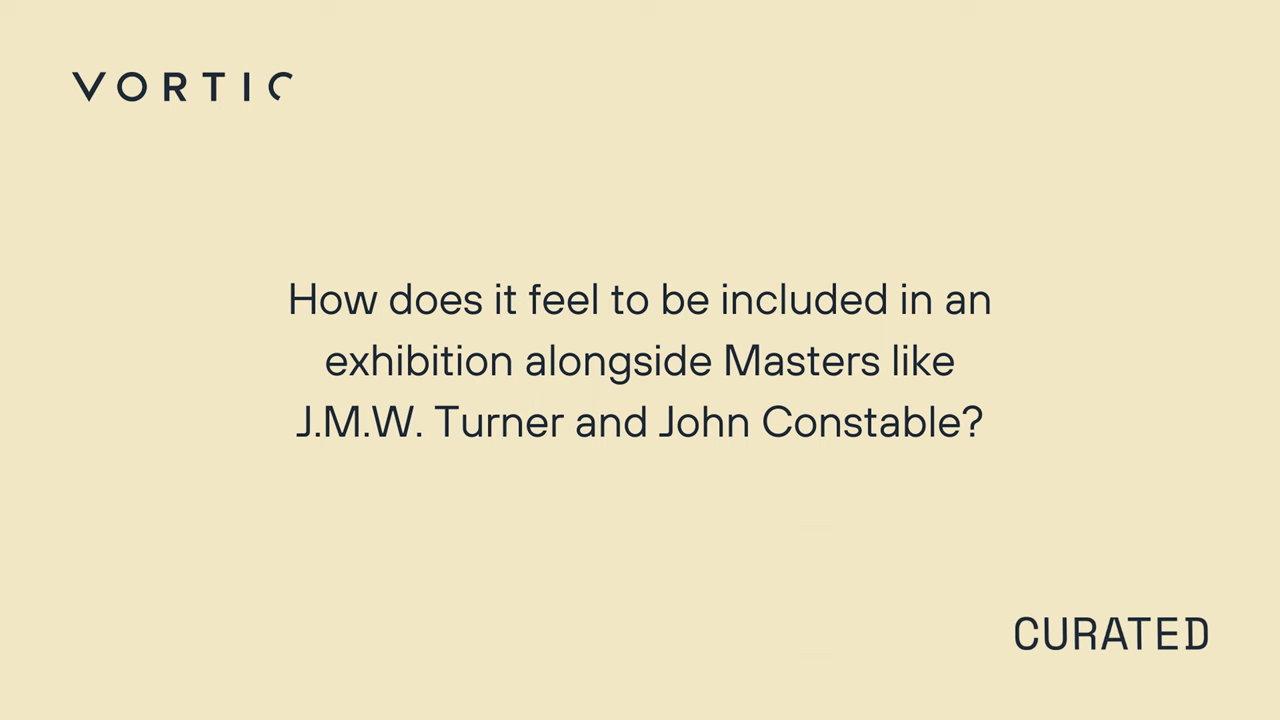 VORTIC
How does it feel to be included in an
exhibition alongside Masters like
J.M.W. Turner and John Constable?
CURATED